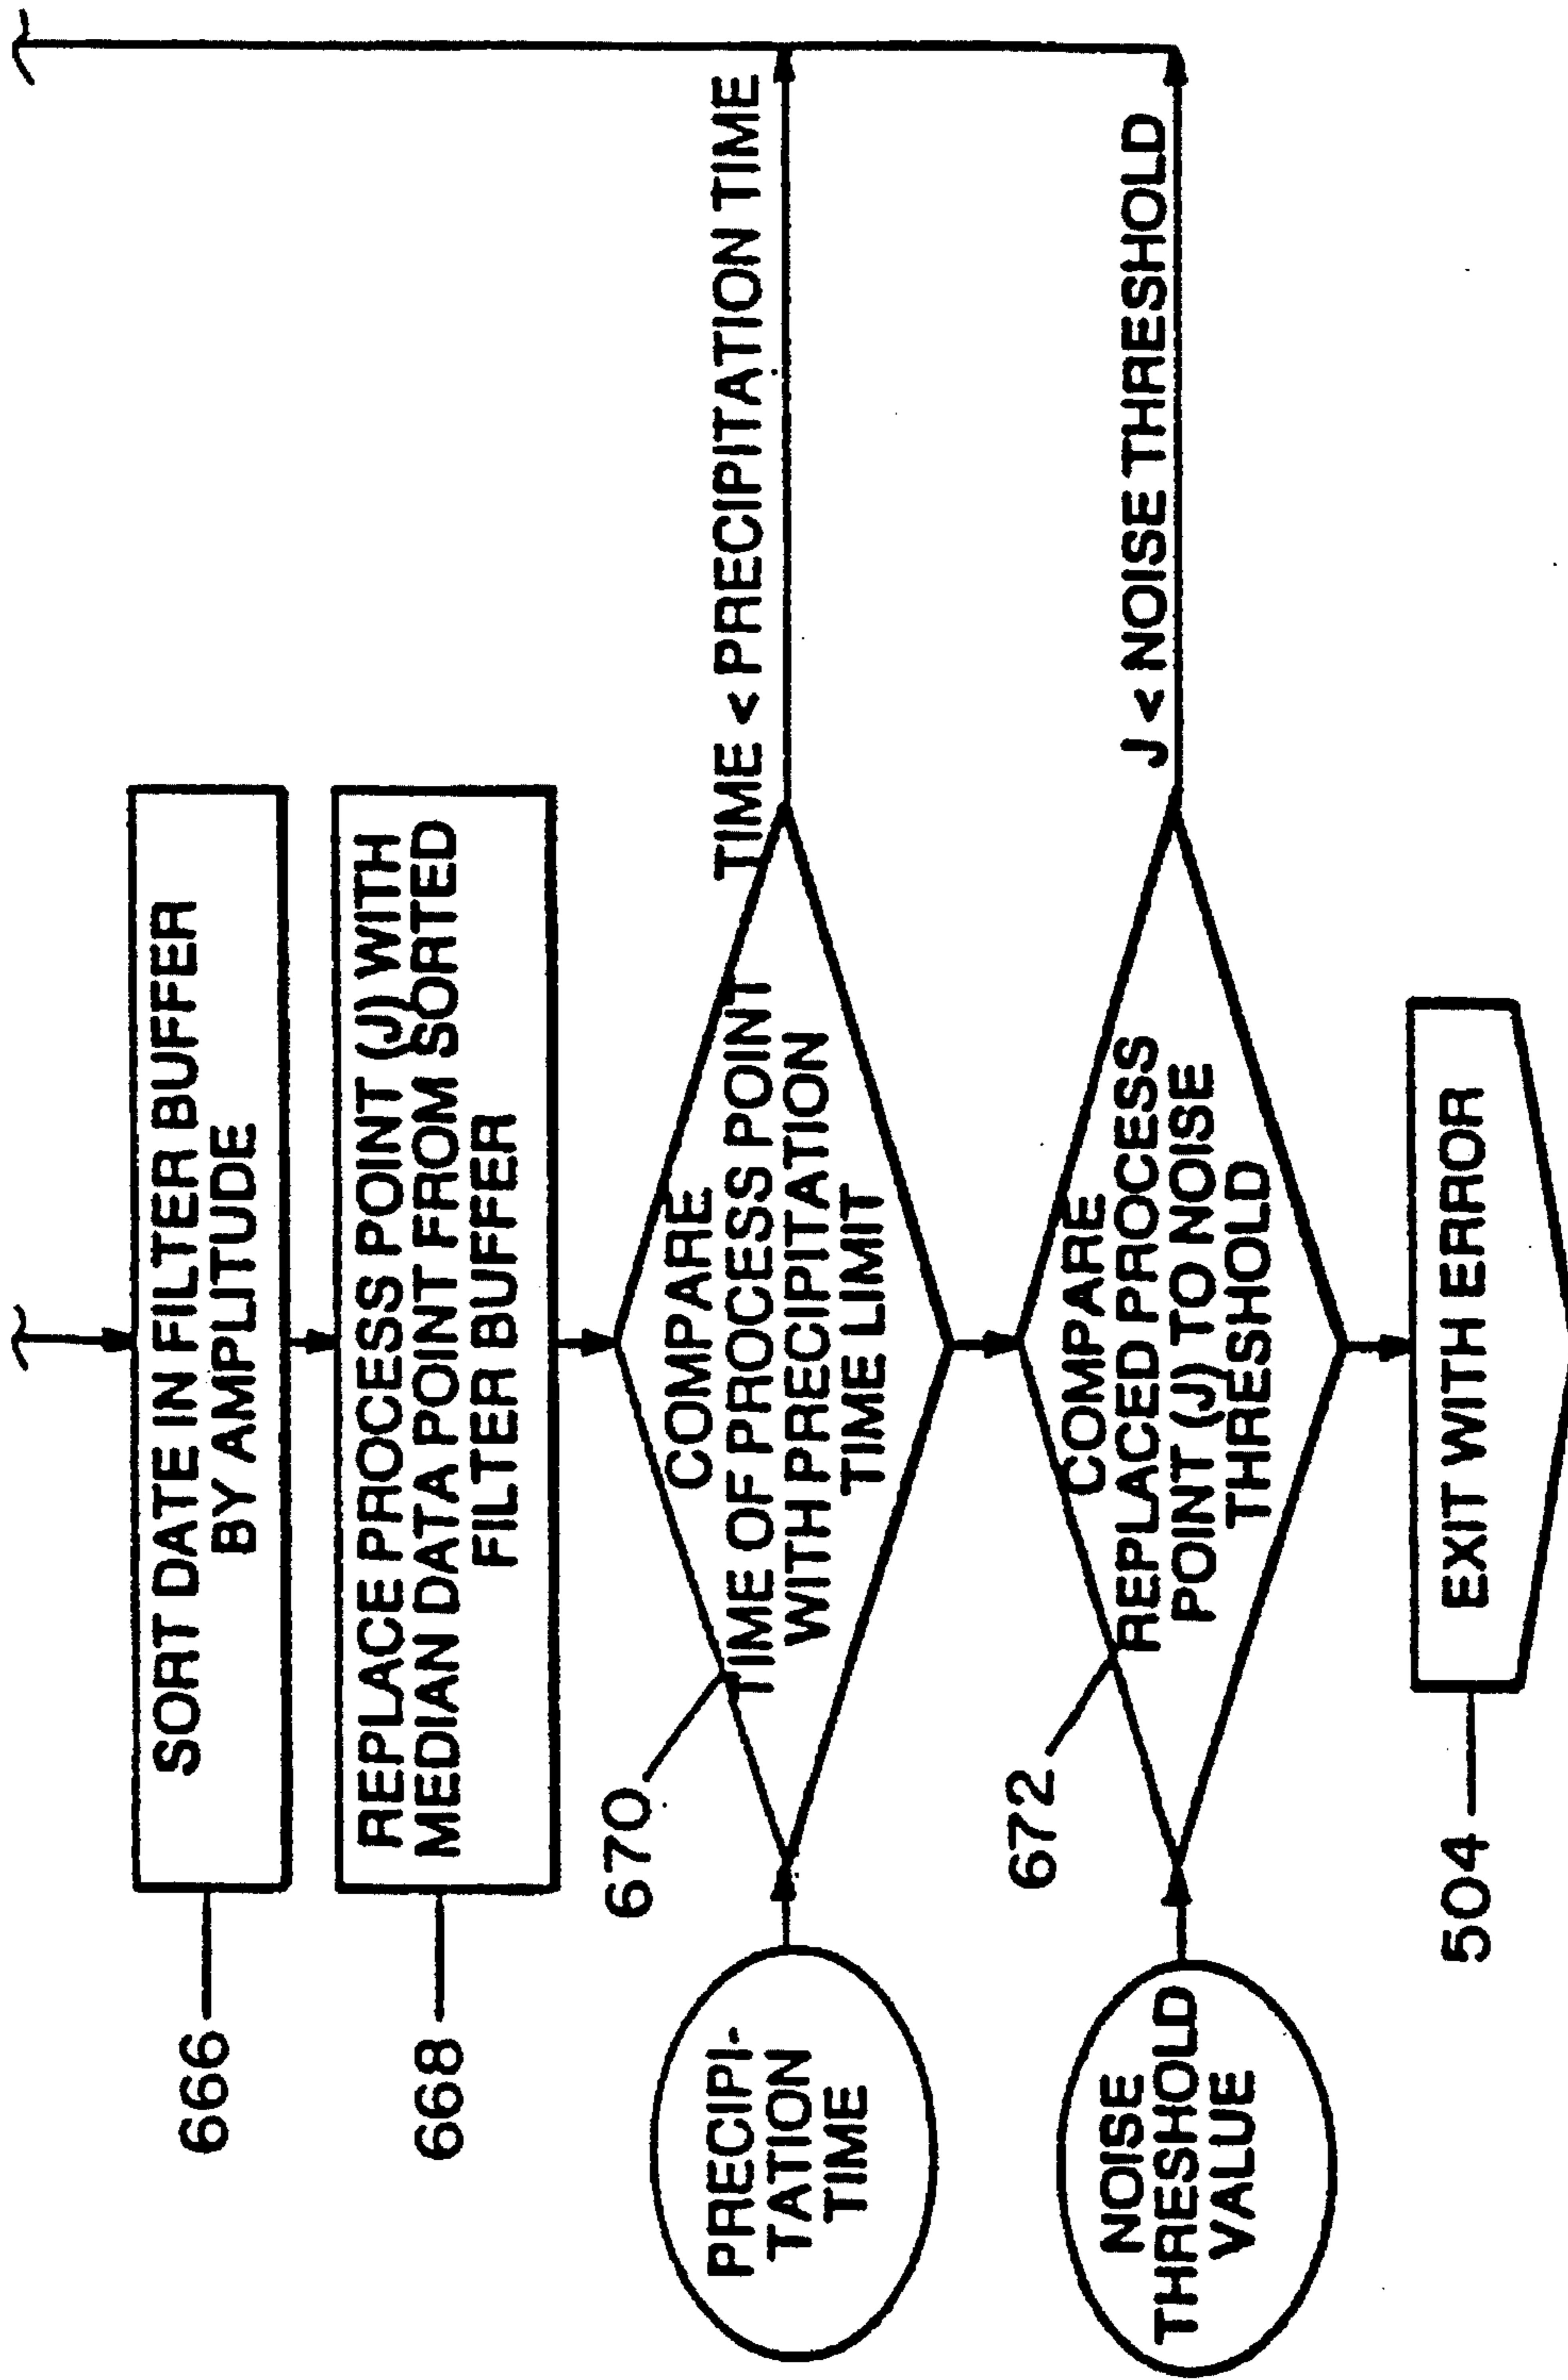 666
SORT DATE IN FILTER BUFFER
BY AMPLITUDE
668
REPLACE PROCESS POINT (J) WITH
MEDIAN DATA POINT FROM SORTED
FILTER BUFFER
670
PRECIPI-
TATION
TIME
COMPARE
TIME OF PROCESS POINT
WITH PRECIPITATION
TIME LIMIT
TIME < PRECIPITATION TIME
672
NOISE
THRESHOLD
VALUE
COMPARE
REPLACED PROCESS
POINT (J) TO NOISE
THRESHOLD
J < NOISE THRESHOLD
504
EXIT WITH ERROR